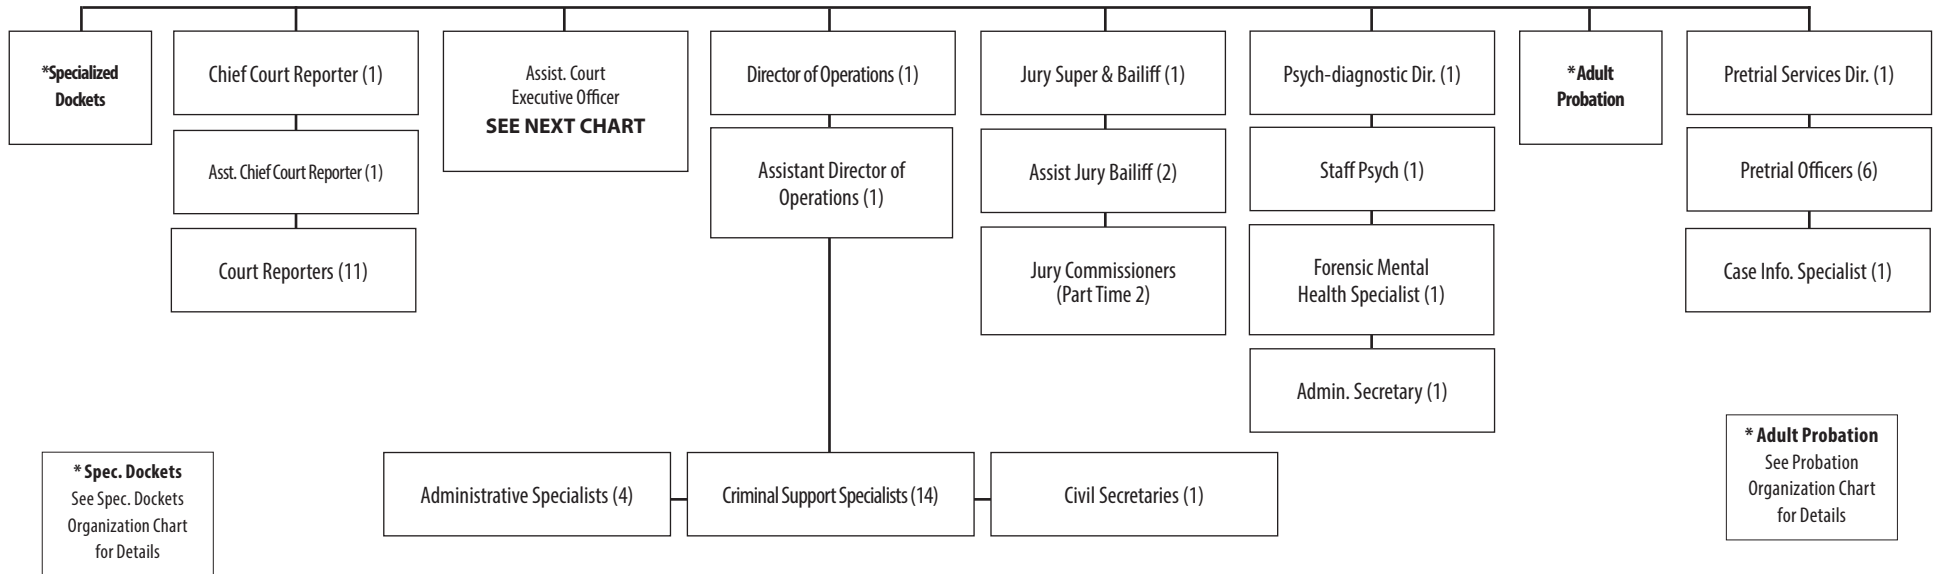 *Specialized
Dockets
Chief Court Reporter (1)
Asst. Chief Court Reporter (1)
Court Reporters (11)
Assist. Court
Executive Officer
SEE NEXT CHART
Director of Operations (1)
Assistant Director of
Operations (1)
Jury Super & Bailiff (1)
Assist Jury Bailiff (2)
Jury Commissioners
(Part Time 2)
Psych-diagnostic Dir. (1)
Staff Psych (1)
Forensic Mental
Health Specialist (1)
Admin. Secretary (1)
* Adult
Probation
Pretrial Services Dir. (1)
Pretrial Officers (6)
Case Info. Specialist (1)
* Spec. Dockets
See Spec. Dockets
Organization Chart
for Details
Administrative Specialists (4)
Criminal Support Specialists (14)
Civil Secretaries (1)
* Adult Probation
See Probation
Organization Chart
for Details